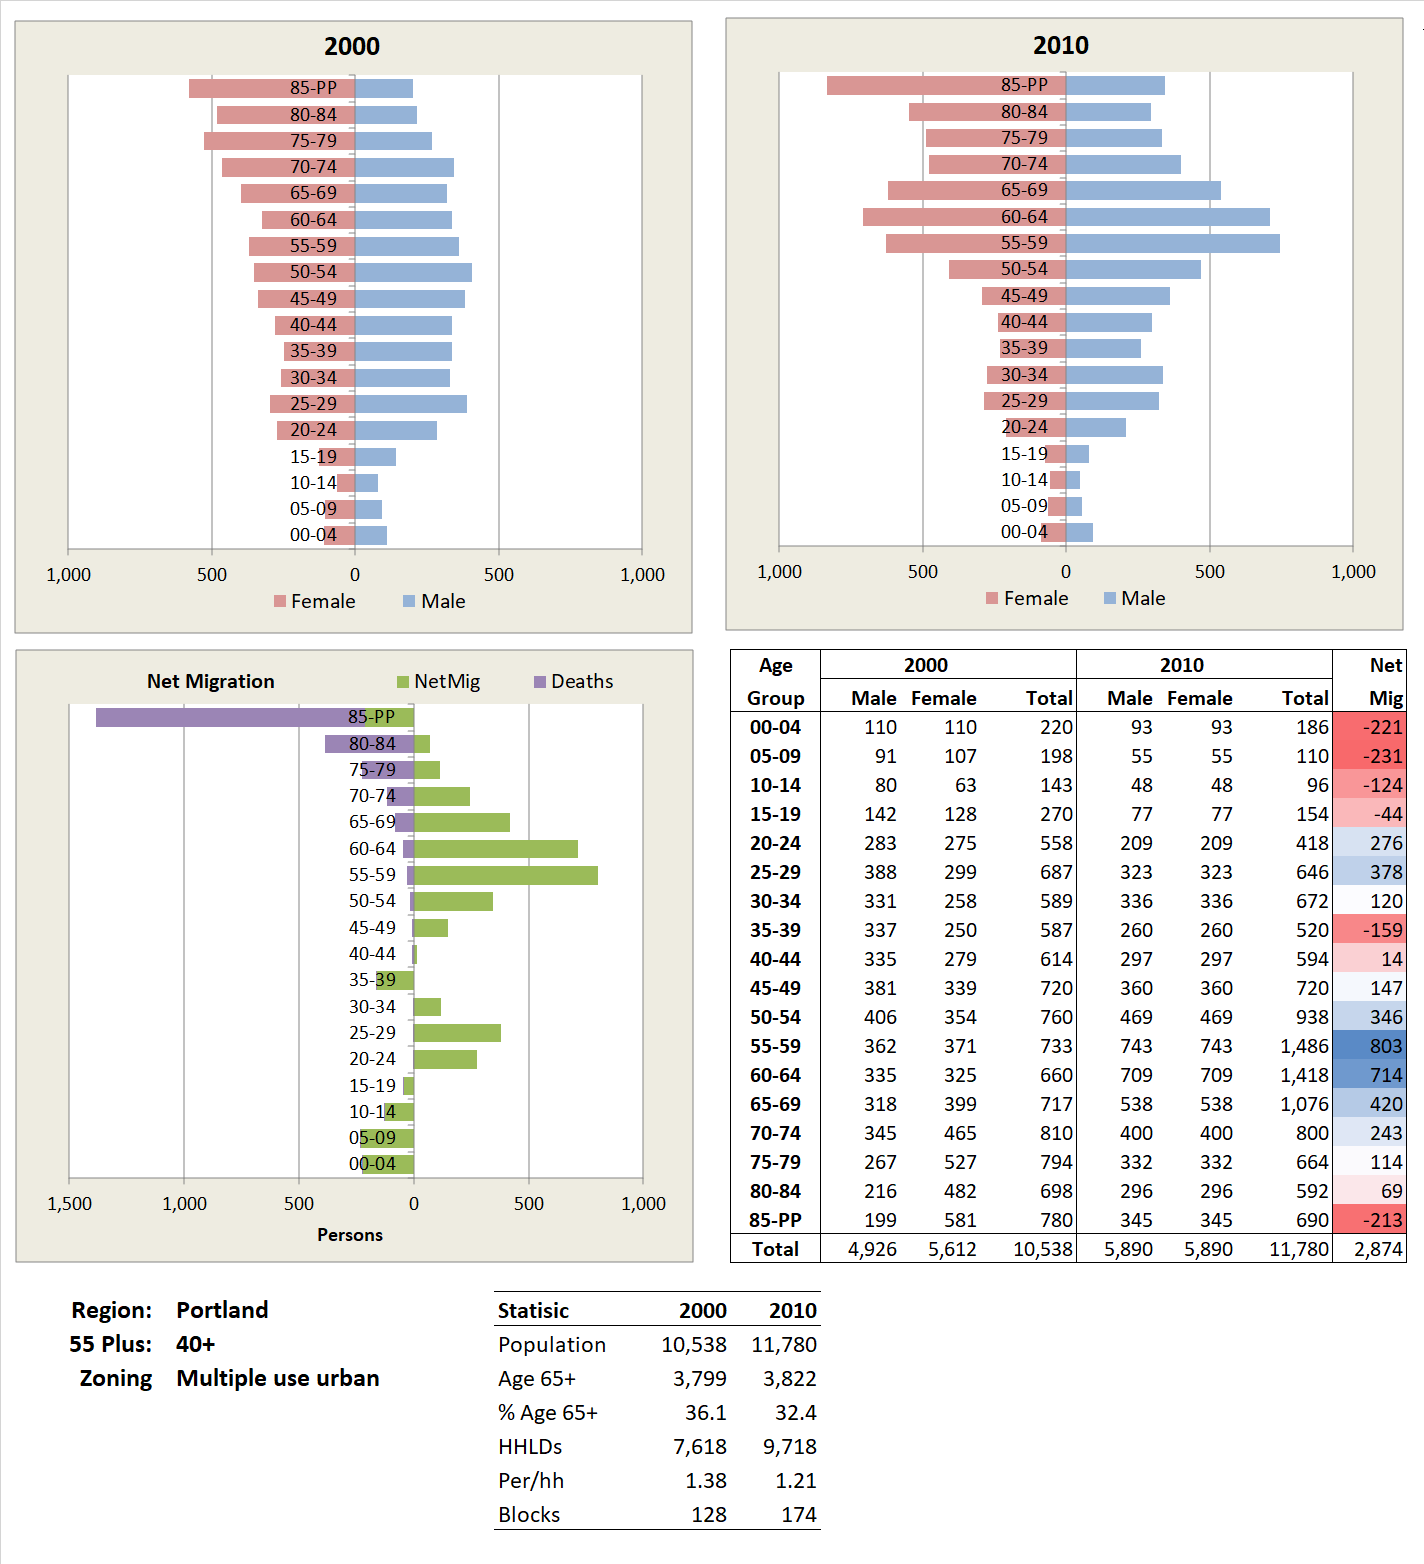 2000
85-PP
80-84
75-79
70-74
65-69
60-64
55-59
50-54
45-49
40-44
35-39
30-34
25-29
20-24
15-19
10-14
05-09
00-04
1,000 500 0 500 1,000
Female Male
2010
85-PP
80-84
75-79
70-74
65-69
60-64
55-59
50-54
45-49
40-44
35-39
30-34
25-29
20-24
15-19
10-14
05-09
00-04
1,000 500 0 500 1,000
Female Male
Net Migration NetMig Deaths
85-PP
80-84
75-79
70-74
65-69
60-64
55-59
50-54
45-49
40-44
35-39
30-34
25-29
20-24
15-19
10-14
05-09
00-04
1,500 1,000 500 0 500 1,000
Persons
Age 2000 2010 Net
Group Male Female Total Male Female Total Mig
00-04 110 110 220 93 93 186 -221
05-09 91 107 198 55 55 110 -231
10-14 80 63 143 48 48 96 -124
15-19 142 128 270 77 77 154 -44
20-24 283 275 558 209 209 418 276
25-29 388 299 687 323 323 646 378
30-34 331 258 589 336 336 672 120
35-39 337 250 587 260 260 520 -159
40-44 335 279 614 297 297 594 14
45-49 381 339 720 360 360 720 147
50-54 406 354 760 469 469 938 346
55-59 362 371 733 743 743 1,486 803
60-64 335 325 660 709 709 1,418 714
65-69 318 399 717 538 538 1,076 420
70-74 345 465 810 400 400 800 243
75-79 267 527 794 332 332 664 114
80-84 216 482 698 296 296 592 69
85-PP 199 581 780 345 345 690 -213
Total 4,926 5,612 10,538 5,890 5,890 11,780 2,874
Region: Portland
55 Plus: 40+
Zoning Multiple use urban
Statisic 2000 2010
Population 10,538 11,780
Age 65+ 3,799 3,822
% Age 65+ 36.1 32.4
HHLDs 7,618 9,718
Per/hh 1.38 1.21
Blocks 128 174